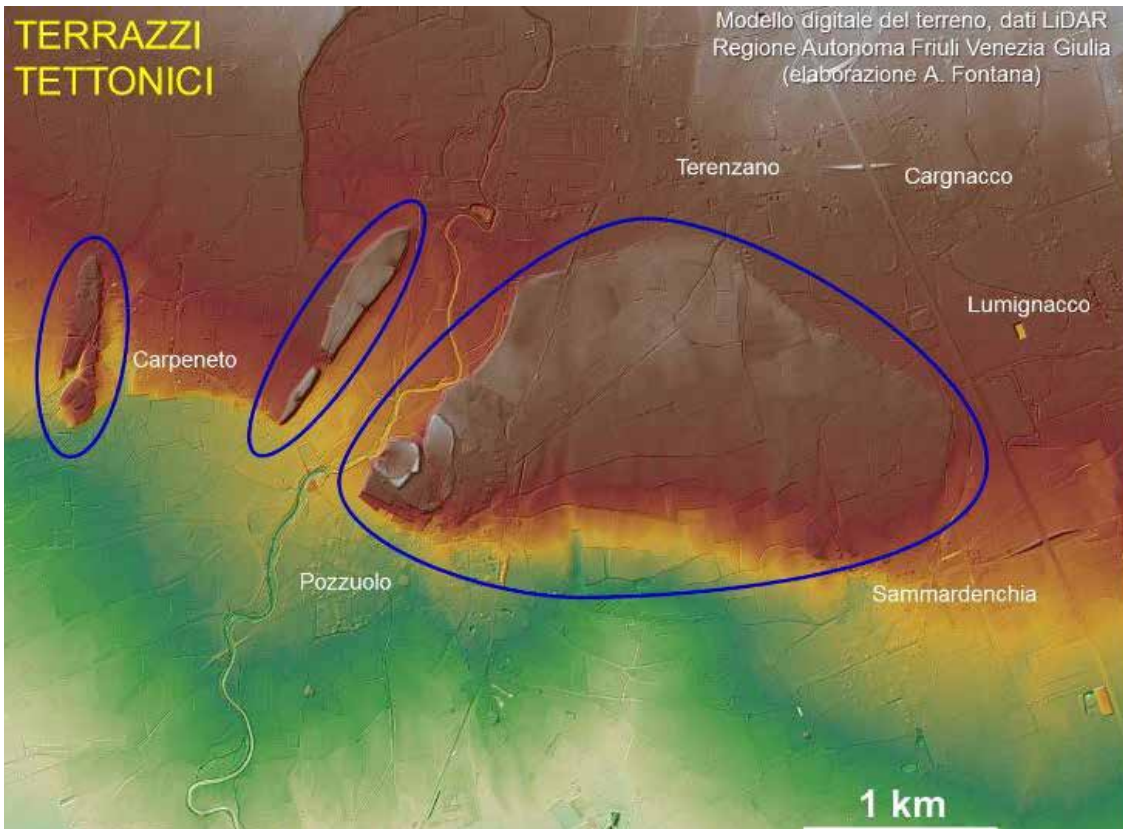 TERRAZZI
TETTONICI
Modello digitale del terreno, dati LiDAR
Regione Autonoma Friuli Venezia Giulia
(elaborazione A. Fontana)
Terenzano
Cargnacco
Lumignacco
Carpeneto
Pozzuolo
Sammardenchia
1 km